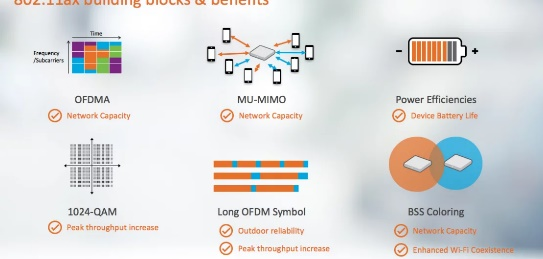 802.11ax building blocks & benefits
Time
Frequency
/Subcarriers
- +
OFDMA
Network Capacity
MU-MIMO
Network Capacity
Power Efficiencies
Device Battery Life
1024-QAM
Peak throughput increase
Long OFDM Symbol
Outdoor reliability
Peak throughput increase
BSS Coloring
Network Capacity
Enhanced Wi-Fi Coexistence